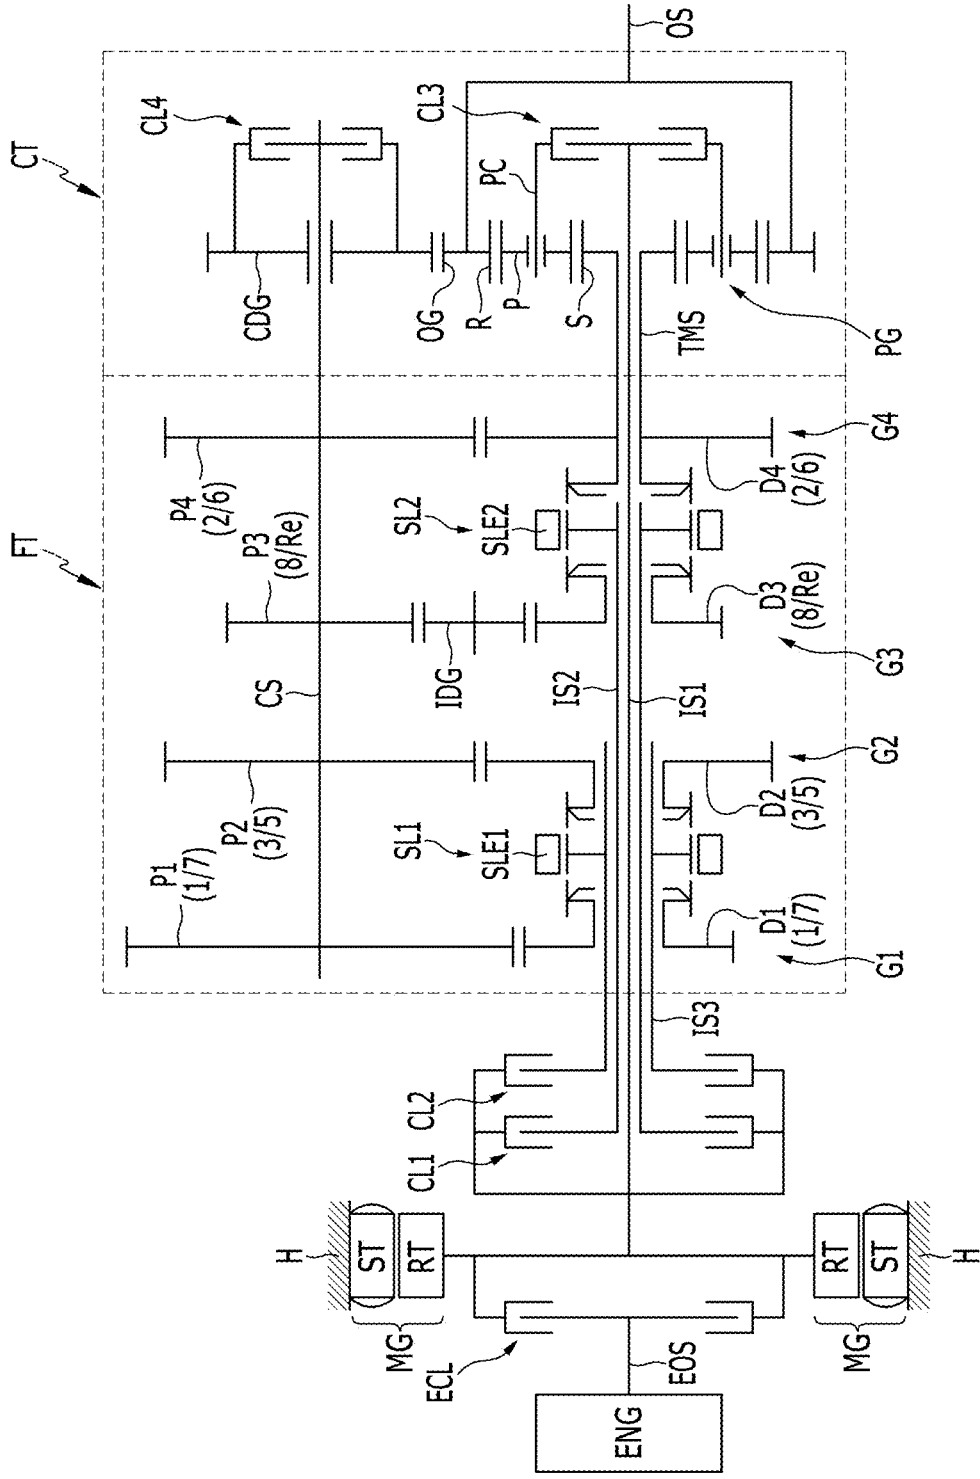 CT
FT
CL4
CDG
OG
R
P
S
PC
CL3
OS
TMS
PG
P4
(2/6)
P3
(8/Re)
CS
IDG
P2
(3/5)
P1
(1/7)
SL2
SLE2
SL1
SLE1
IS2
IS1
IS3
D4
(2/6)
G4
D3
(8/Re)
G3
D2
(3/5)
G2
D1
(1/7)
G1
CL2
CL1
H
ST
RT
MG
RT
ST
H
MG
ECL
EOS
ENG